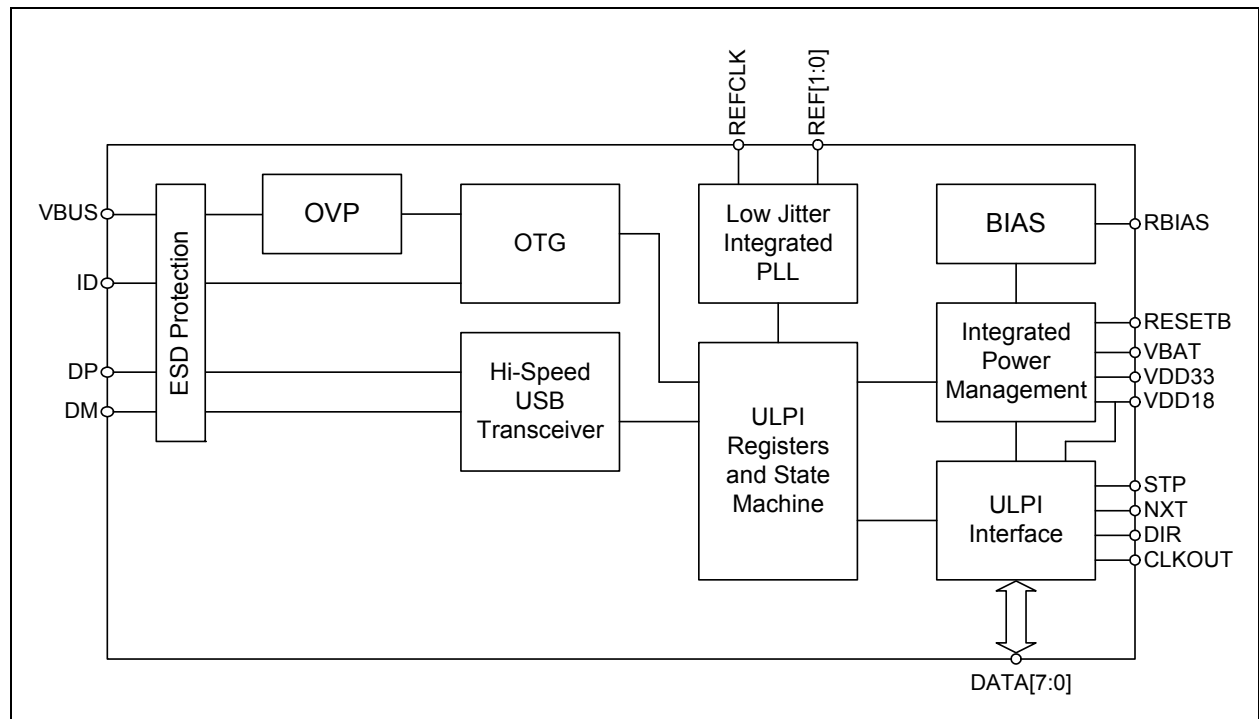 REFCLK
REF[1:0]
VBUS
ID
DP
DM
ESD Protection
OVP
OTG
Hi-Speed
USB
Transceiver
Low Jitter
Integrated
PLL
ULPI
Registers
and State
Machine
BIAS
Integrated
Power
Management
ULPI
Interface
RBIAS
RESETB
VBAT
VDD33
VDD18
STP
NXT
DIR
CLKOUT
DATA[7:0]